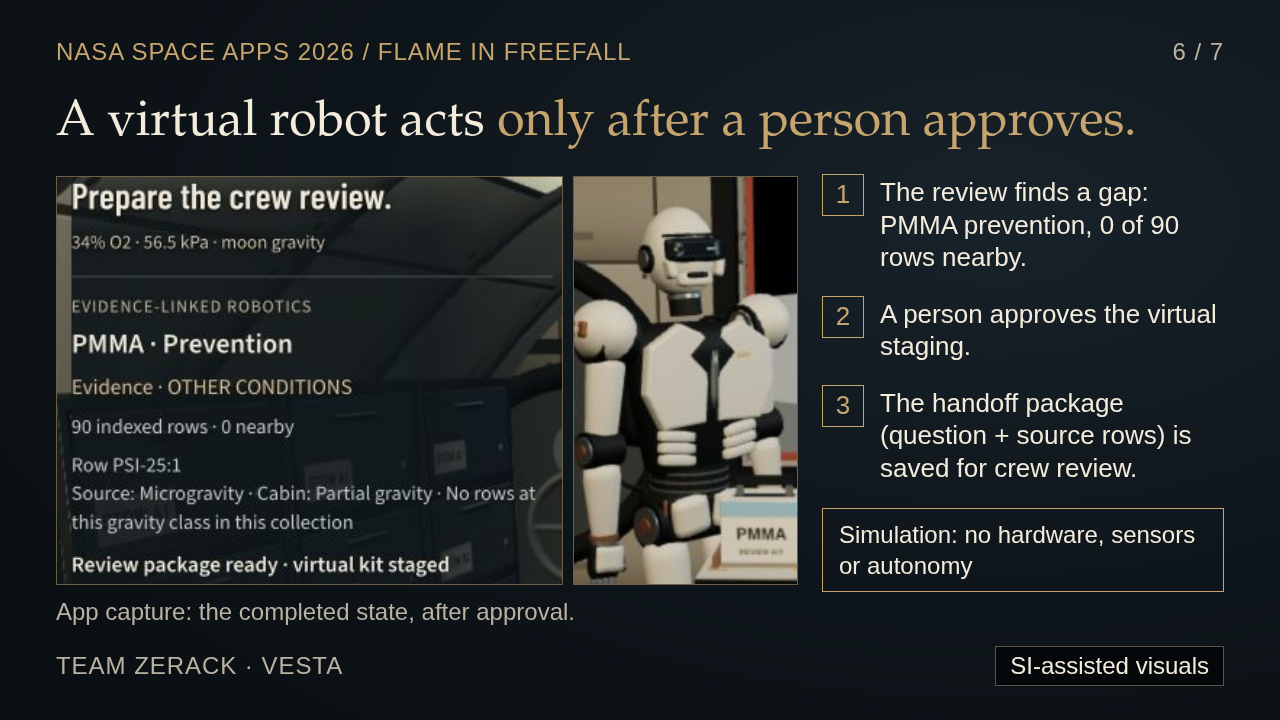 NASA SPACE APPS 2026 / FLAME IN FREEFALL
6 / 7
A virtual robot acts only after a person approves.
Prepare the crew review.
34% O2 · 56.5 kPa · moon gravity
EVIDENCE-LINKED ROBOTICS
PMMA · Prevention
Evidence · OTHER CONDITIONS
90 indexed rows · 0 nearby
Row PSI-25:1
Source: Microgravity · Cabin: Partial gravity · No rows at
this gravity class in this collection
Review package ready · virtual kit staged
PMMA
REVIEW KIT
1
The review finds a gap:
PMMA prevention, 0 of 90
rows nearby.
2
A person approves the virtual
staging.
3
The handoff package
(question + source rows) is
saved for crew review.
Simulation: no hardware, sensors
or autonomy
App capture: the completed state, after approval.
TEAM ZERACK · VESTA
SI-assisted visuals